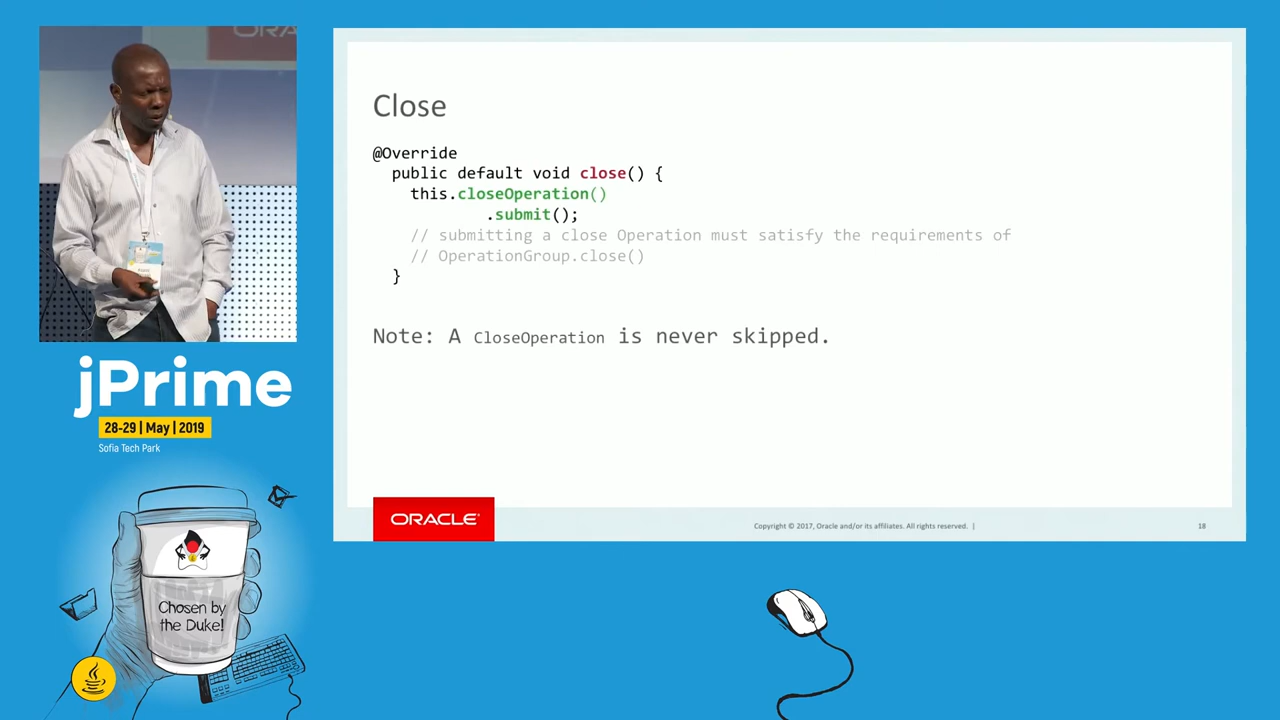 ORA
Close
@Override
public default void close() {
this.closeOperation()
.submit();
// submitting a close Operation must satisfy the requirements of
// OperationGroup.close()
}
Note: A CloseOperation is never skipped.
ORACLE
Copyright © 2017, Oracle and/or its affiliates. All rights reserved. |
18
jPrime
28-29 | May | 2019
Sofia Tech Park
Chosen by
the Duke!